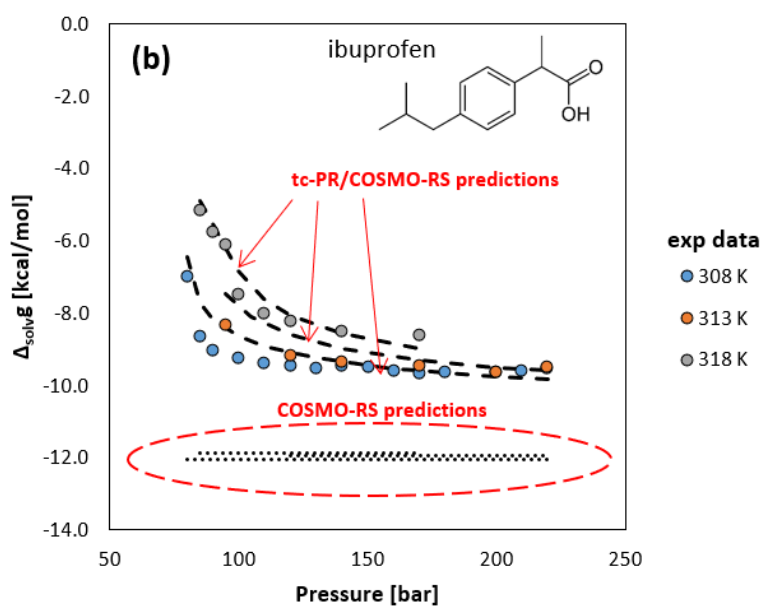 (b)
ibuprofen
O
OH
tc-PR/COSMO-RS predictions
COSMO-RS predictions
0.0
-2.0
-4.0
-6.0
-8.0
-10.0
-12.0
-14.0
Δsolvg [kcal/mol]
50
100
150
200
250
Pressure [bar]
exp data
308 K
313 K
318 K